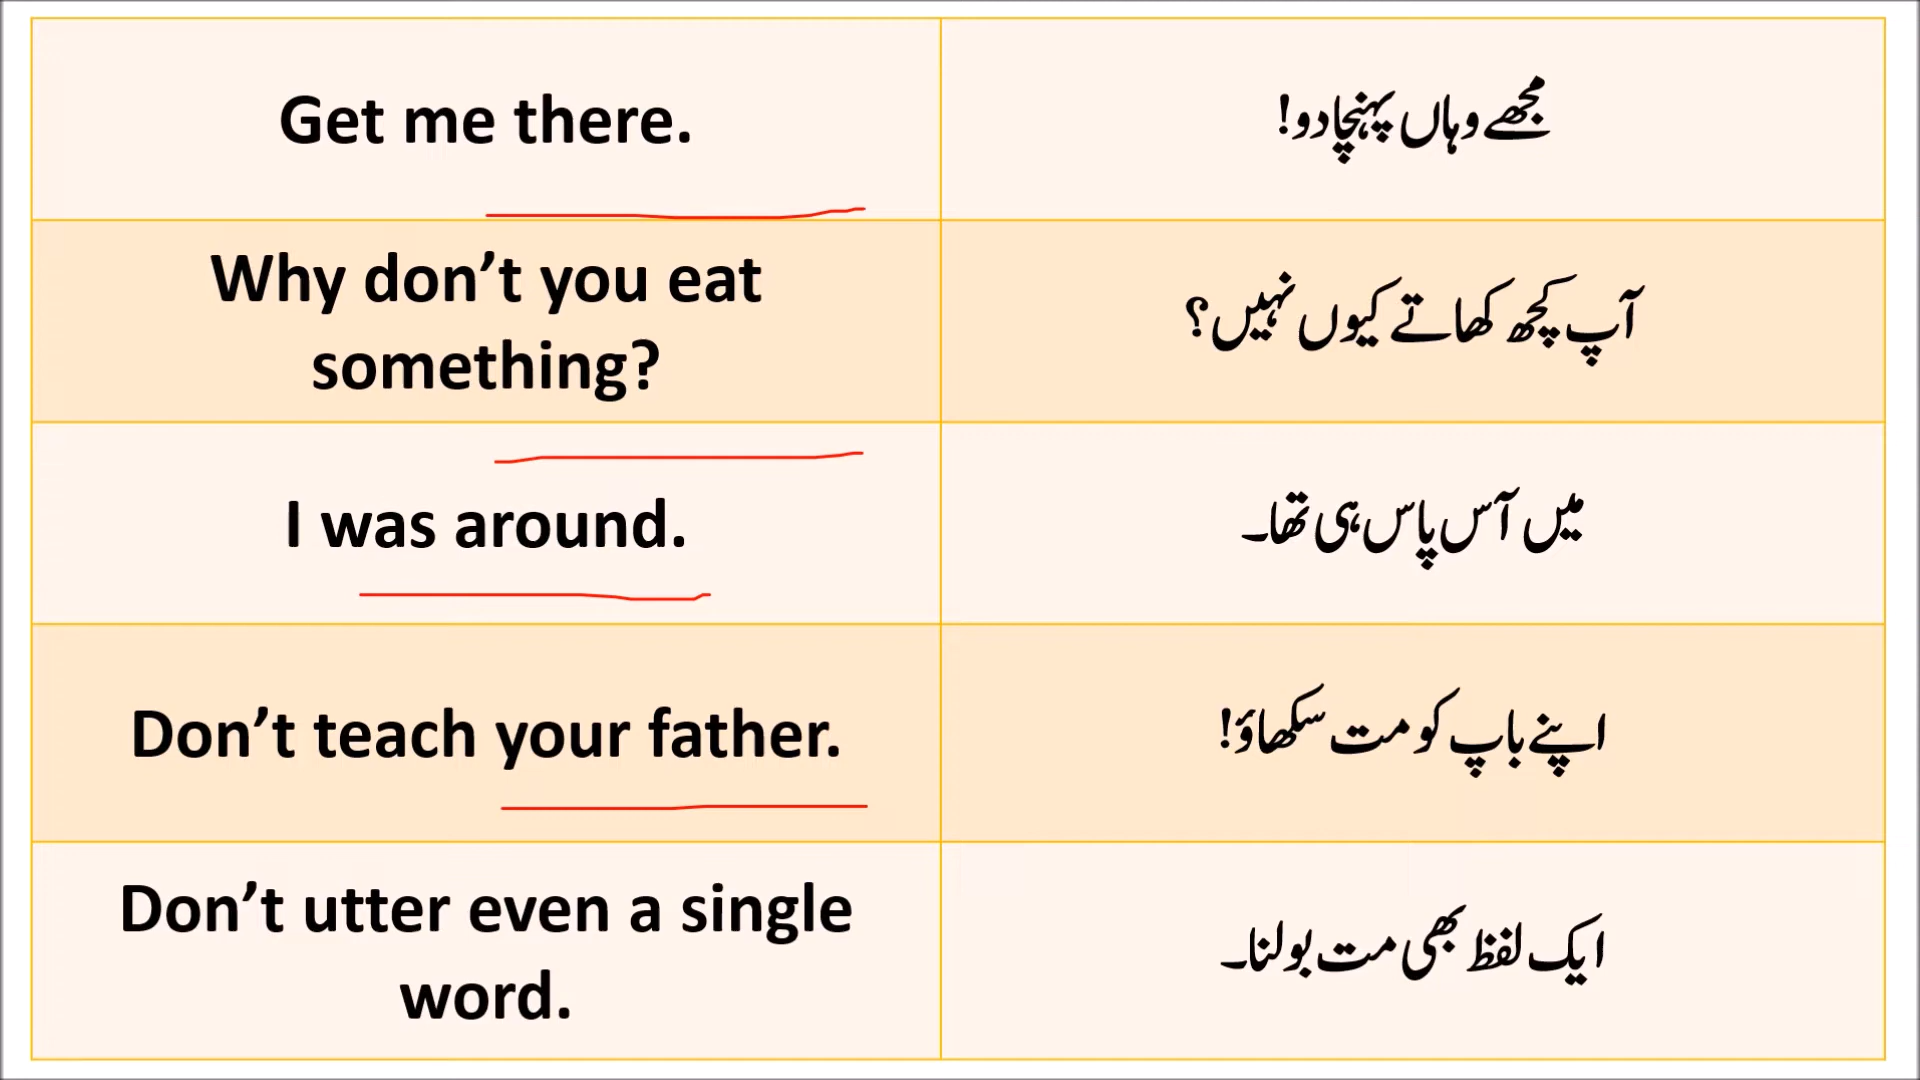 Get me there.
مجھے وہاں پہنچا دو!
Why don’t you eat
something?
آپ کچھ کھاتے کیوں نہیں؟
I was around.
میں آس پاس ہی تھا۔
Don’t teach your father.
اپنے باپ کو مت سکھاؤ!
Don’t utter even a single
word.
ایک لفظ بھی مت بولنا۔